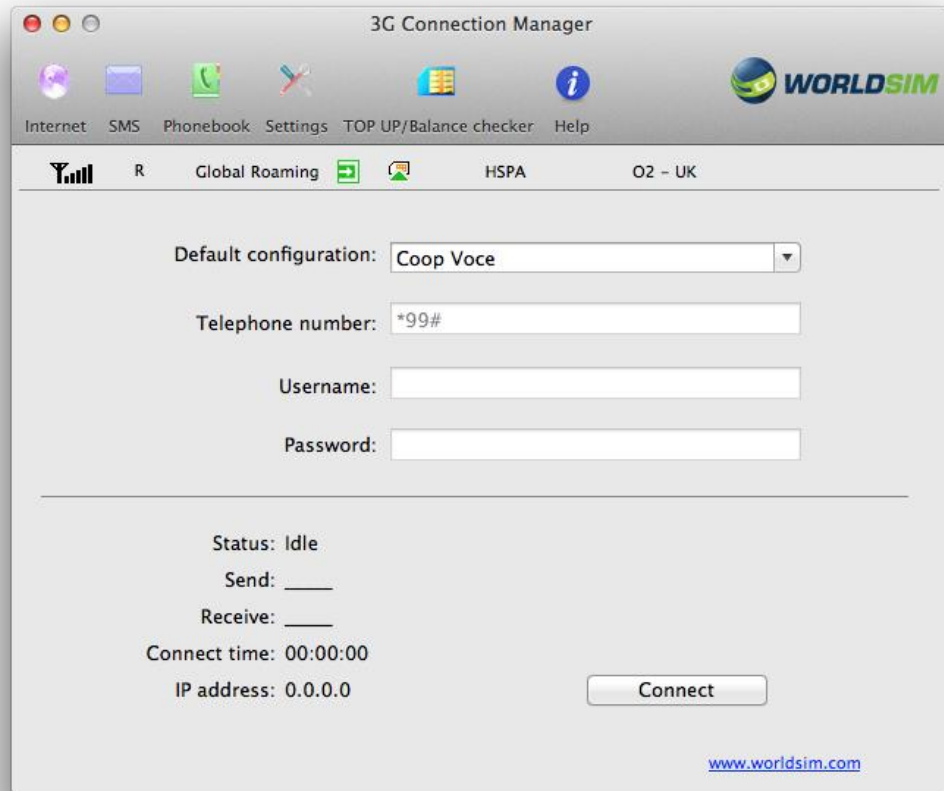 3G Connection Manager
WORLDSIM
Internet SMS Phonebook Settings TOP UP/Balance checker Help
R Global Roaming HSPA O2 - UK
Default configuration: Coop Voce
Telephone number: *99#
Username:
Password:
Status: Idle
Send: _____
Receive: _____
Connect time: 00:00:00
IP address: 0.0.0.0 Connect
www.worldsim.com